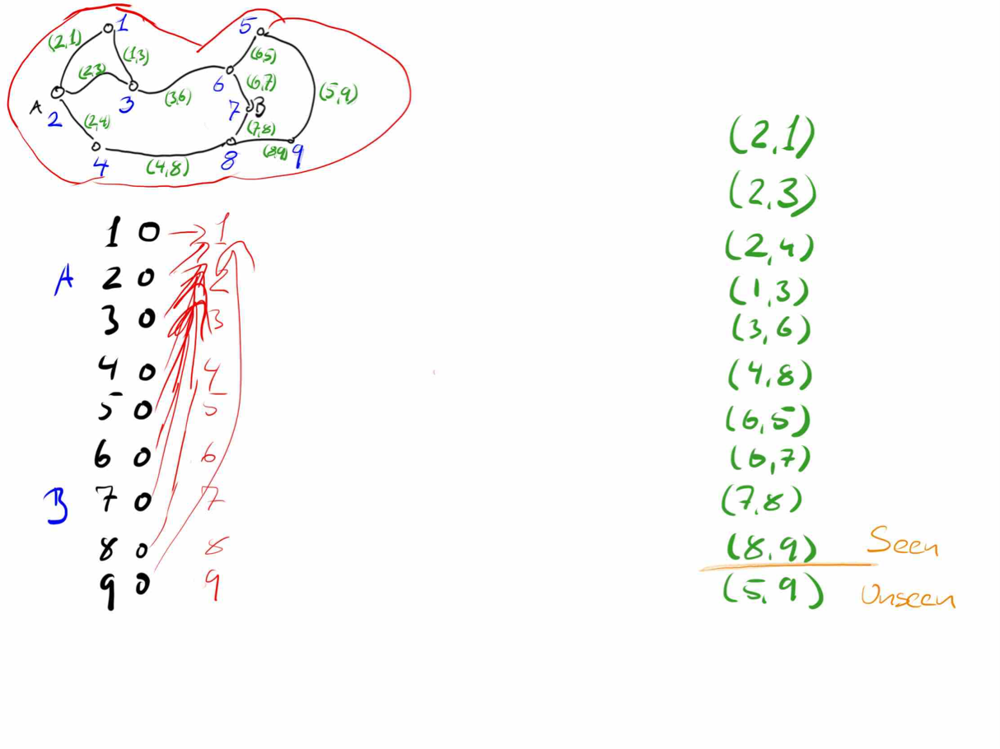 1
5
(2,1)
(1,3)
(6,5)
(2,3)
6
(6,7)
(5,9)
A
3
(3,6)
7
B
2
(2,4)
(7,8)
4
(4,8)
8
(8,9)
9
1 0 → 1
A 2 0 2
3 0 3
4 0 4
5 0 5
6 0 6
B 7 0 7
8 0 8
9 0 9
(2,1)
(2,3)
(2,4)
(1,3)
(3,6)
(4,8)
(6,5)
(6,7)
(7,8)
(8,9) Seen
(5,9) Unseen